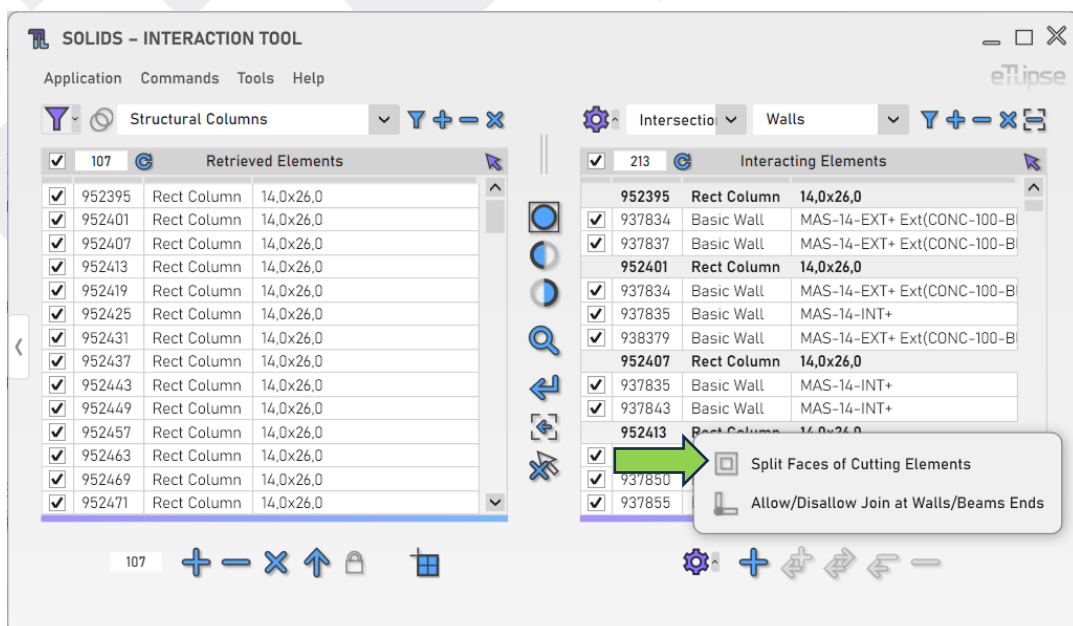 SOLIDS – INTERACTION TOOL
Application Commands Tools Help
eTLipse
Structural Columns
Intersectio Walls
107 Retrieved Elements
213 Interacting Elements
952395 Rect Column 14,0x26,0
952401 Rect Column 14,0x26,0
952407 Rect Column 14,0x26,0
952413 Rect Column 14,0x26,0
952419 Rect Column 14,0x26,0
952425 Rect Column 14,0x26,0
952431 Rect Column 14,0x26,0
952437 Rect Column 14,0x26,0
952443 Rect Column 14,0x26,0
952449 Rect Column 14,0x26,0
952457 Rect Column 14,0x26,0
952463 Rect Column 14,0x26,0
952469 Rect Column 14,0x26,0
952471 Rect Column 14,0x26,0
952395 Rect Column 14,0x26,0
937834 Basic Wall MAS-14-EXT+ Ext(CONC-100-Bl
937837 Basic Wall MAS-14-EXT+ Ext(CONC-100-Bl
952401 Rect Column 14,0x26,0
937834 Basic Wall MAS-14-EXT+ Ext(CONC-100-Bl
937835 Basic Wall MAS-14-INT+
938379 Basic Wall MAS-14-EXT+ Ext(CONC-100-Bl
952407 Rect Column 14,0x26,0
937835 Basic Wall MAS-14-INT+
937843 Basic Wall MAS-14-INT+
952413 Rect Column 14,0x26,0
937850
937855
Split Faces of Cutting Elements
Allow/Disallow Join at Walls/Beams Ends
107